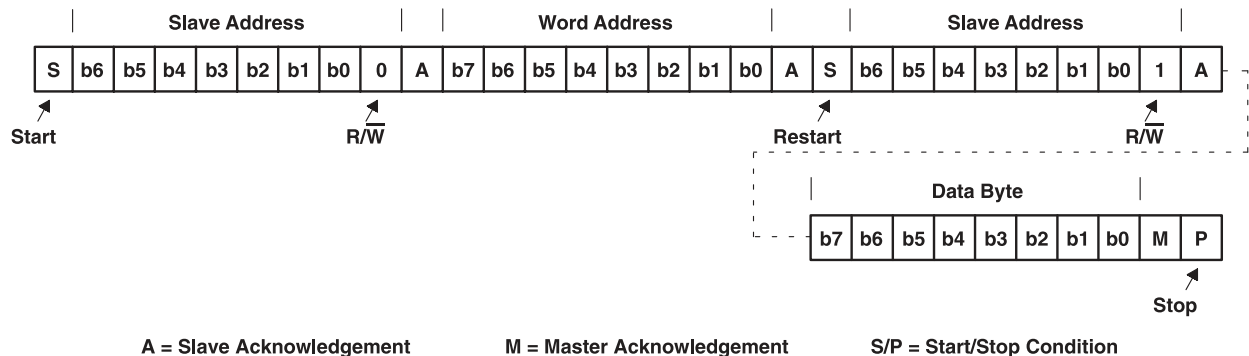 Slave Address Word Address Slave Address
S b6 b5 b4 b3 b2 b1 b0 0 A b7 b6 b5 b4 b3 b2 b1 b0 A S b6 b5 b4 b3 b2 b1 b0 1 A
Start R/W̅ Restart R/W̅
Data Byte
b7 b6 b5 b4 b3 b2 b1 b0 M P
Stop
A = Slave Acknowledgement M = Master Acknowledgement S/P = Start/Stop Condition